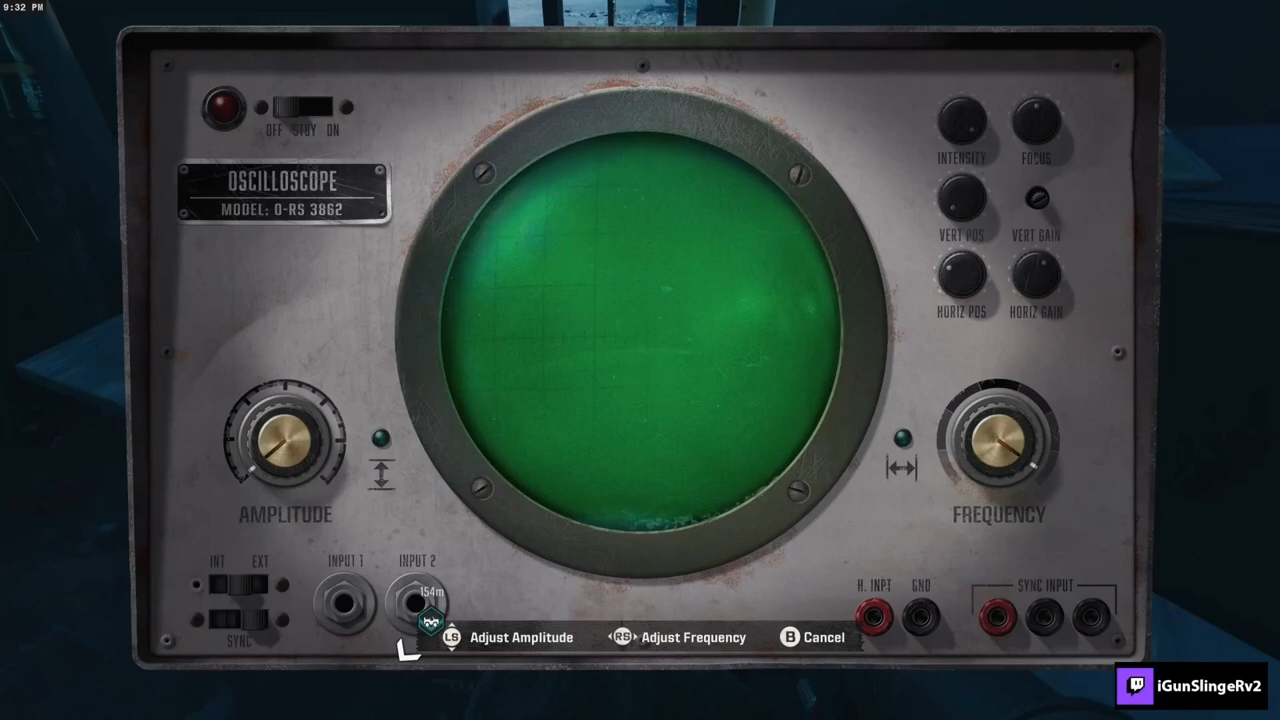 9:32 PM
OFF STBY ON
OSCILLOSCOPE
MODEL: O-RS 3862
INTENSITY FOCUS
VERT POS VERT GAIN
HORIZ POS HORIZ GAIN
AMPLITUDE
FREQUENCY
INT EXT
INPUT 1 INPUT 2
SYNC
154m
H. INPT GND
SYNC INPUT
LS Adjust Amplitude RS Adjust Frequency B Cancel
iGunSlingeRv2